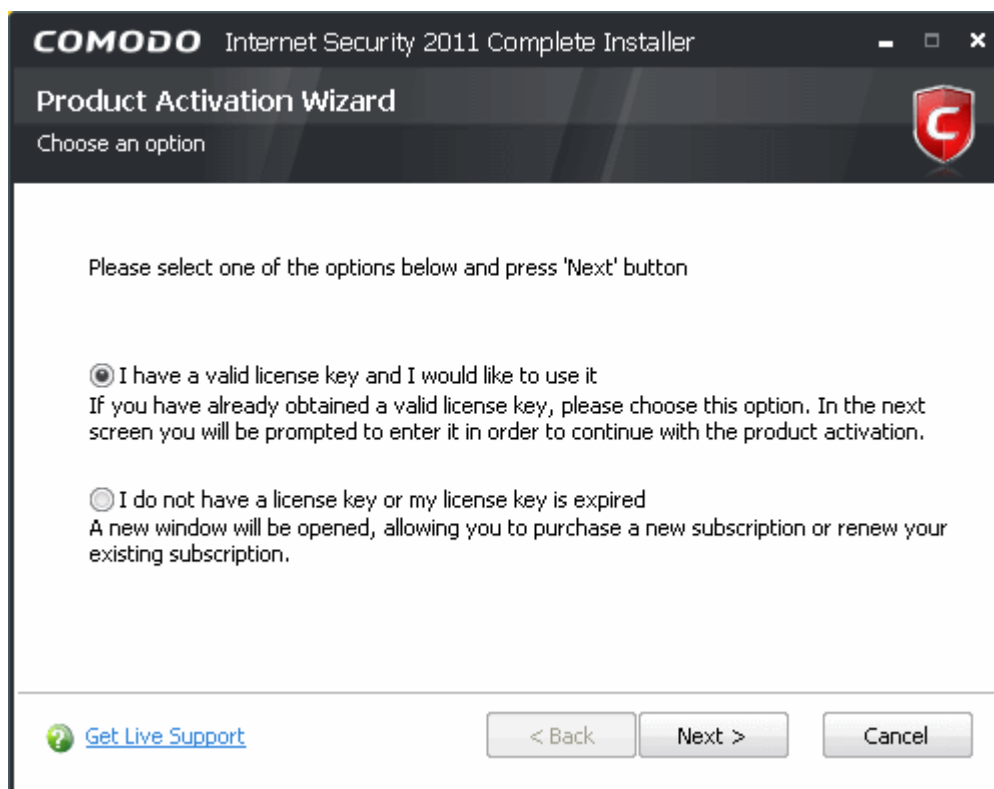 COMODO Internet Security 2011 Complete Installer
Product Activation Wizard
Choose an option
Please select one of the options below and press 'Next' button
I have a valid license key and I would like to use it
If you have already obtained a valid license key, please choose this option. In the next
screen you will be prompted to enter it in order to continue with the product activation.
I do not have a license key or my license key is expired
A new window will be opened, allowing you to purchase a new subscription or renew your
existing subscription.
Get Live Support
< Back
Next >
Cancel